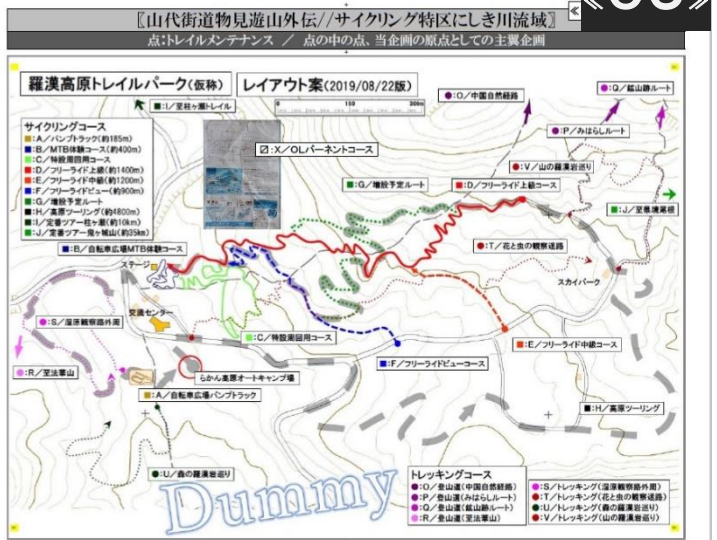 〖山代街道物見遊山外伝//サイクリング特区にしき川流域〗
点:トレイルメンテナンス / 点の中の点、当企画の原点としての主翼企画
羅漢高原トレイルパーク(仮称)
レイアウト案(2019/08/22版)
0 150 300m
:I/至柱ヶ瀬トレイル
:O/中国自然経路
:Q/鉱山跡ルート
:P/みはらしルート
サイクリングコース
:A/パンプトラック(約185m)
:B/MTB体験コース(約400m)
:C/特設周回用コース
:D/フリーライド上級(約1400m)
:E/フリーライド中級(約1200m)
:F/フリーライドビュー(約900m)
:G/増設予定ルート
:H/高原ツーリング(約4800m)
:I/定番ツアー柱ヶ瀬(約10km)
:J/定番ツアー鬼ヶ城山(約35km)
:X/OLパーネントコース
:V/山の羅漢岩巡り
:G/増設予定ルート
:D/フリーライド上級コース
:J/至県境尾根
:B/自転車広場MTB体験コース
:T/花と虫の観察迷路
ステージ
スカイパーク
交流センター
:S/湿原観察路外周
:C/特設周回用コース
:E/フリーライド中級コース
:F/フリーライドビューコース
:R/至法華山
らかん高原オートキャンプ場
:A/自転車広場パンプトラック
:H/高原ツーリング
:U/森の羅漢岩巡り
Dummy
トレッキングコース
:O/登山道(中国自然経路)
:P/登山道(みはらしルート)
:Q/登山道(鉱山跡ルート)
:R/登山道(至法華山)
:S/トレッキング(湿原観察路外周)
:T/トレッキング(花と虫の観察迷路)
:U/トレッキング(森の羅漢岩巡り)
:V/トレッキング(山の羅漢岩巡り)